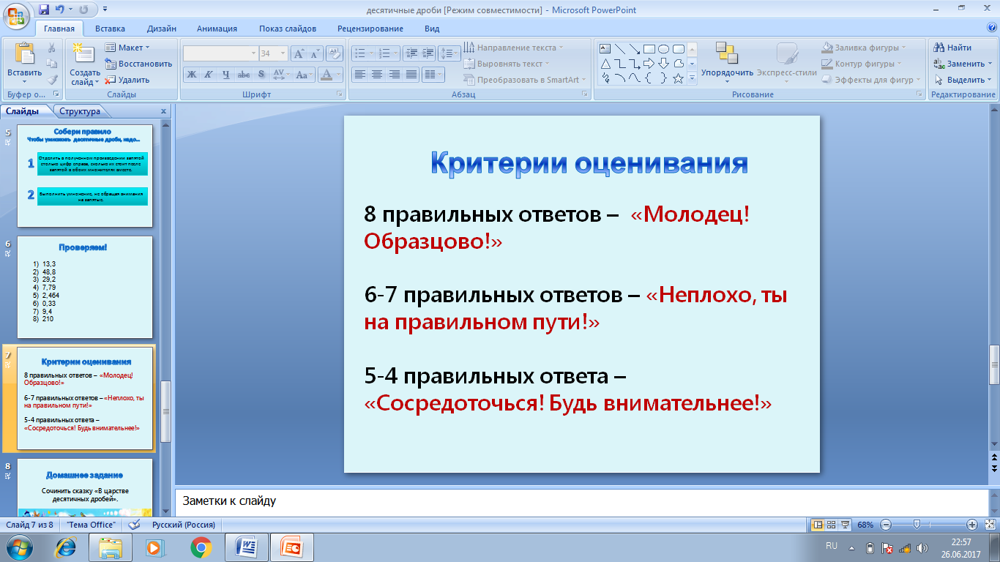 десятичные дроби [Режим совместимости] - Microsoft PowerPoint
Главная Вставка Дизайн Анимация Показ слайдов Рецензирование Вид
Вставить
Буфер о...
Создать слайд
Макет
Восстановить
Удалить
Слайды
34
Ж К Ч abc S AV Aa А
Шрифт
Направление текста
Выровнять текст
Преобразовать в SmartArt
Абзац
Упорядочить
Экспресс-стили
Заливка фигуры
Контур фигуры
Эффекты для фигур
Рисование
Найти
Заменить
Выделить
Редактирование
Слайды Структура
5
Собери правило
Чтобы умножить десятичные дроби, надо...
1
Отделить в полученном произведении запятой
столько цифр справа, сколько их стоит после
запятой в обоих множителях вместе.
2
Выполнить умножение, не обращая внимания
на запятые.
6
Проверяем!
1) 13,3
2) 48,8
3) 29,2
4) 7,79
5) 2,464
6) 0,33
7) 9,4
8) 210
7
Критерии оценивания
8 правильных ответов – «Молодец!
Образцово!»
6-7 правильных ответов – «Неплохо, ты
на правильном пути!»
5-4 правильных ответа –
«Сосредоточься! Будь внимательнее!»
8
Домашнее задание
Сочинить сказку «В царстве
десятичных дробей».
Критерии оценивания
8 правильных ответов – «Молодец!
Образцово!»
6-7 правильных ответов – «Неплохо, ты
на правильном пути!»
5-4 правильных ответа –
«Сосредоточься! Будь внимательнее!»
Заметки к слайду
Слайд 7 из 8 "Тема Office" Русский (Россия) 68%
RU 22:57
26.06.2017